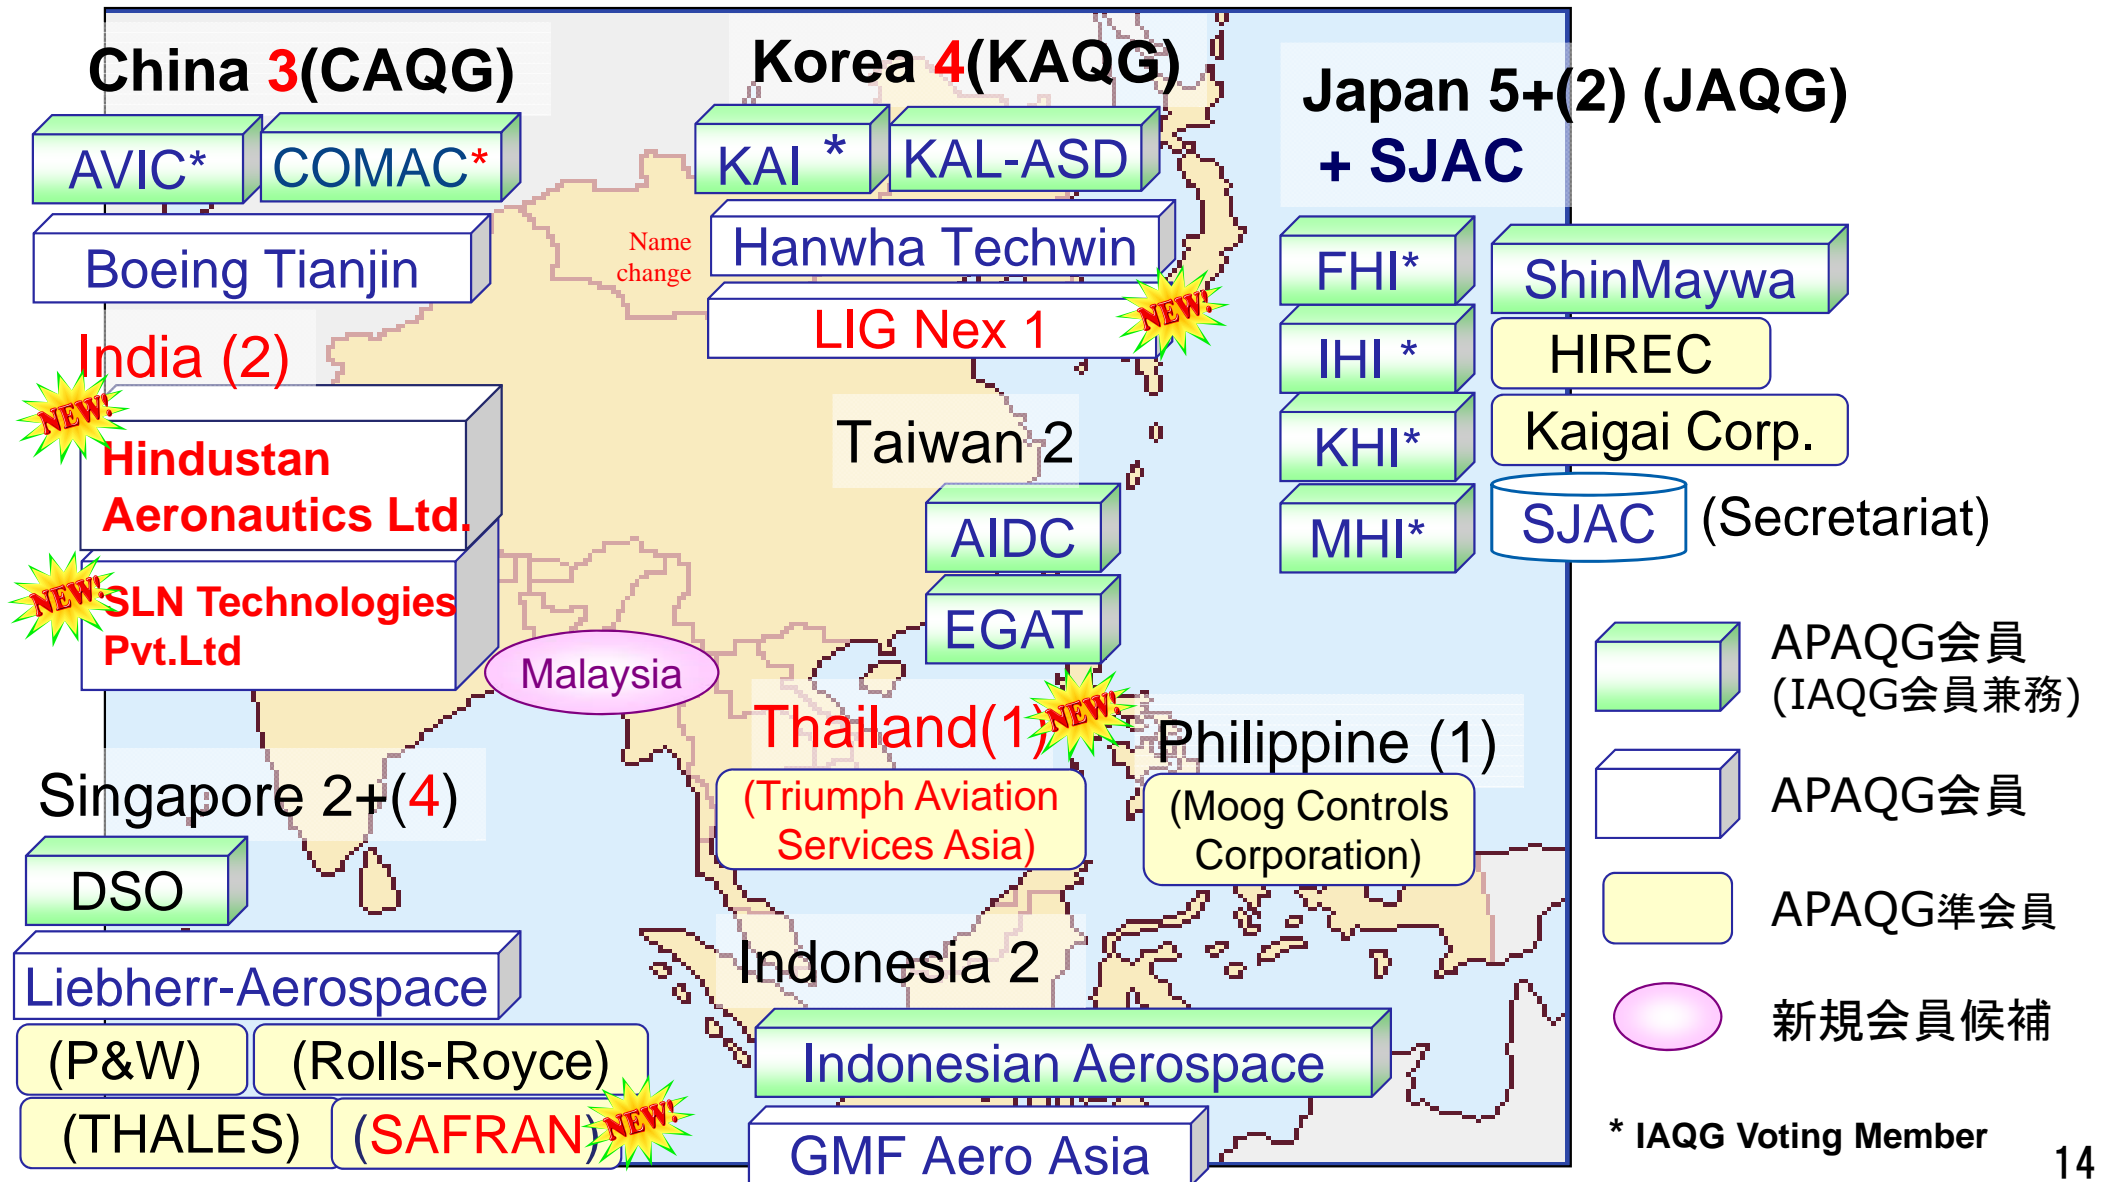 China 3(CAQG)
AVIC*
COMAC*
Boeing Tianjin
Korea 4(KAQG)
KAI *
KAL-ASD
Name
change
Hanwha Techwin
LIG Nex 1
NEW!
Japan 5+(2) (JAQG)
+ SJAC
FHI*
ShinMaywa
IHI *
HIREC
KHI*
Kaigai Corp.
MHI*
SJAC
(Secretariat)
India (2)
NEW!
Hindustan
Aeronautics Ltd.
NEW!
SLN Technologies
Pvt.Ltd
Taiwan 2
AIDC
EGAT
Malaysia
Thailand(1)
NEW!
(Triumph Aviation
Services Asia)
Philippine (1)
(Moog Controls
Corporation)
Singapore 2+(4)
DSO
Liebherr-Aerospace
(P&W)
(Rolls-Royce)
(THALES)
(SAFRAN)
NEW!
Indonesia 2
Indonesian Aerospace
GMF Aero Asia
APAQG会員
(IAQG会員兼務)
APAQG会員
APAQG準会員
新規会員候補
* IAQG Voting Member
14